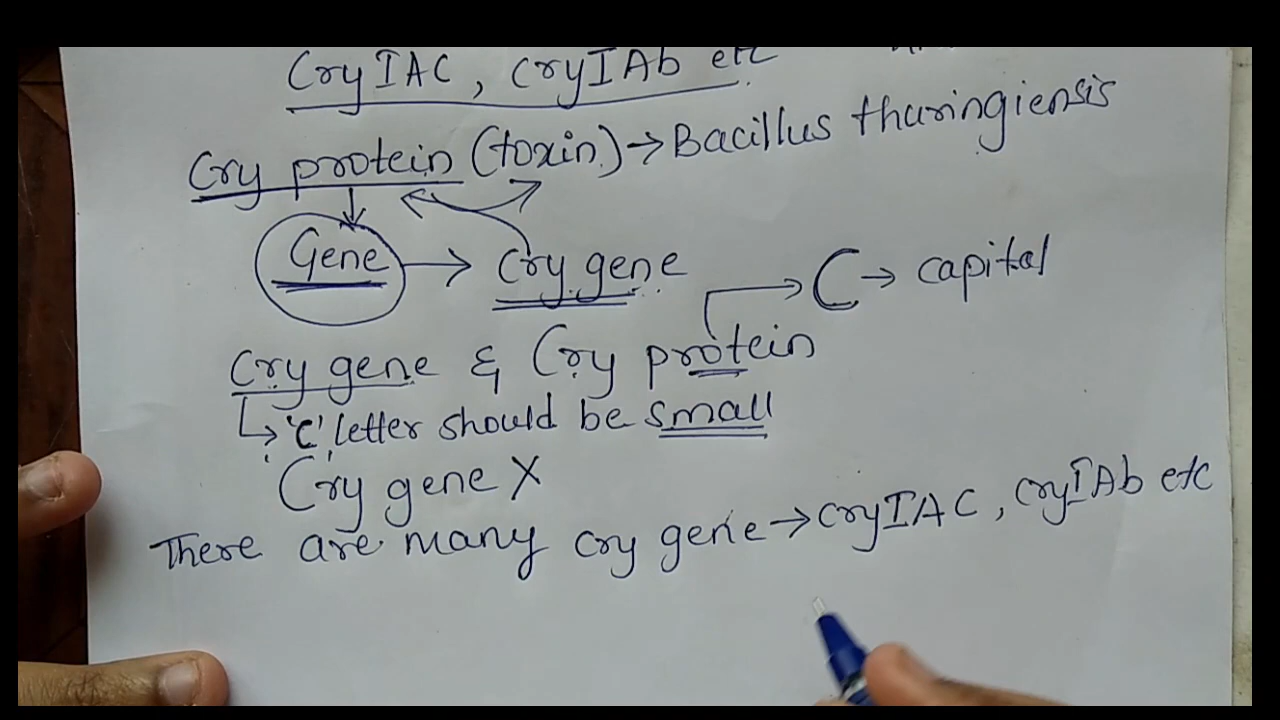 CryIAC, CryIAb etc
Cry protein (toxin) → Bacillus thuringiensis
Gene → cry gene
C → capital
cry gene & Cry protein
↳ 'c' letter should be small
Cry gene X
There are many cry gene → cryIAC, cryIAb etc